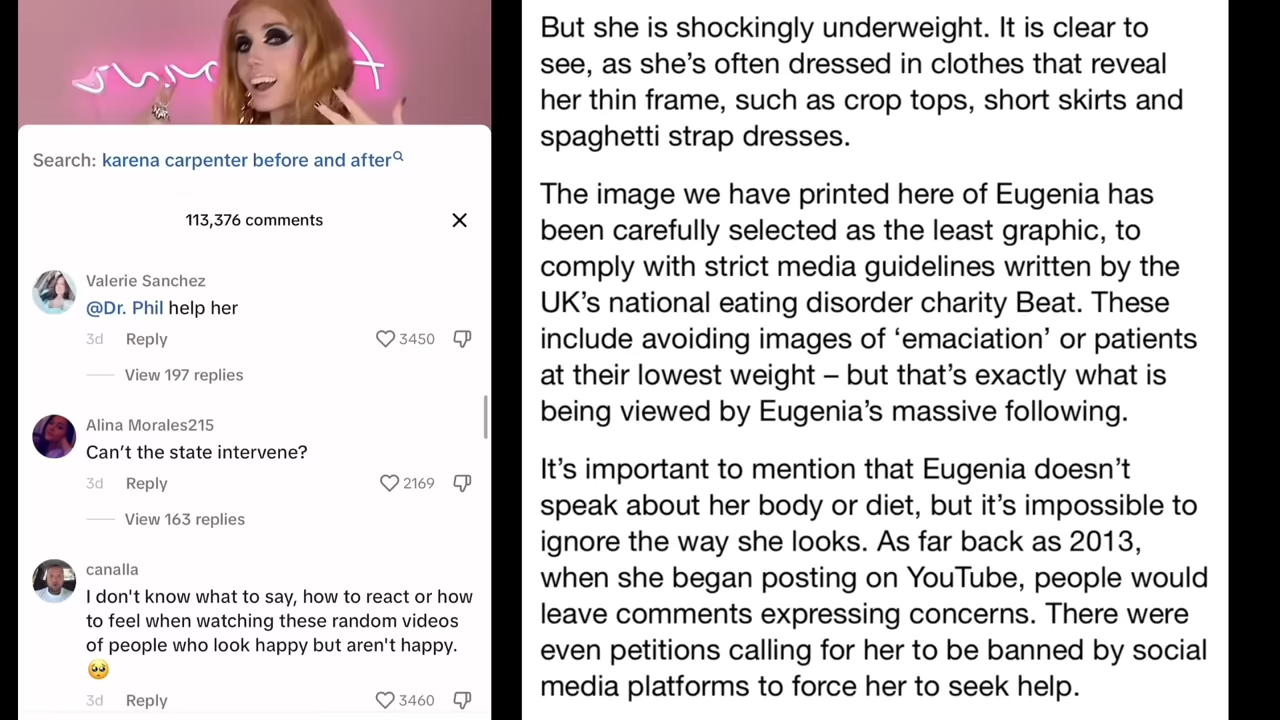 Search: karena carpenter before and after
113,376 comments
Valerie Sanchez
@Dr. Phil help her
3d Reply 3450
View 197 replies
Alina Morales215
Can't the state intervene?
3d Reply 2169
View 163 replies
canalla
I don't know what to say, how to react or how
to feel when watching these random videos
of people who look happy but aren't happy.
🥺
3d Reply 3460
But she is shockingly underweight. It is clear to
see, as she's often dressed in clothes that reveal
her thin frame, such as crop tops, short skirts and
spaghetti strap dresses.
The image we have printed here of Eugenia has
been carefully selected as the least graphic, to
comply with strict media guidelines written by the
UK's national eating disorder charity Beat. These
include avoiding images of ‘emaciation’ or patients
at their lowest weight – but that's exactly what is
being viewed by Eugenia's massive following.
It's important to mention that Eugenia doesn't
speak about her body or diet, but it's impossible to
ignore the way she looks. As far back as 2013,
when she began posting on YouTube, people would
leave comments expressing concerns. There were
even petitions calling for her to be banned by social
media platforms to force her to seek help.